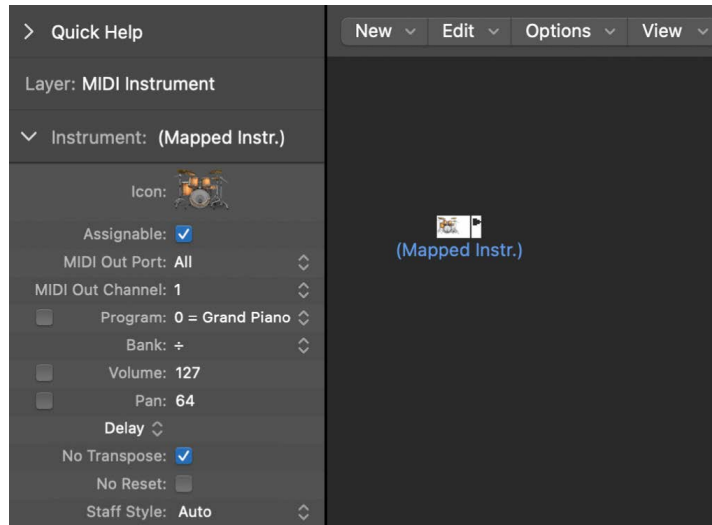 Quick Help
New Edit Options View
Layer: MIDI Instrument
Instrument: (Mapped Instr.)
Icon:
Assignable:
MIDI Out Port: All
MIDI Out Channel: 1
Program: 0 = Grand Piano
Bank: ÷
Volume: 127
Pan: 64
Delay
No Transpose:
No Reset:
Staff Style: Auto
(Mapped Instr.)